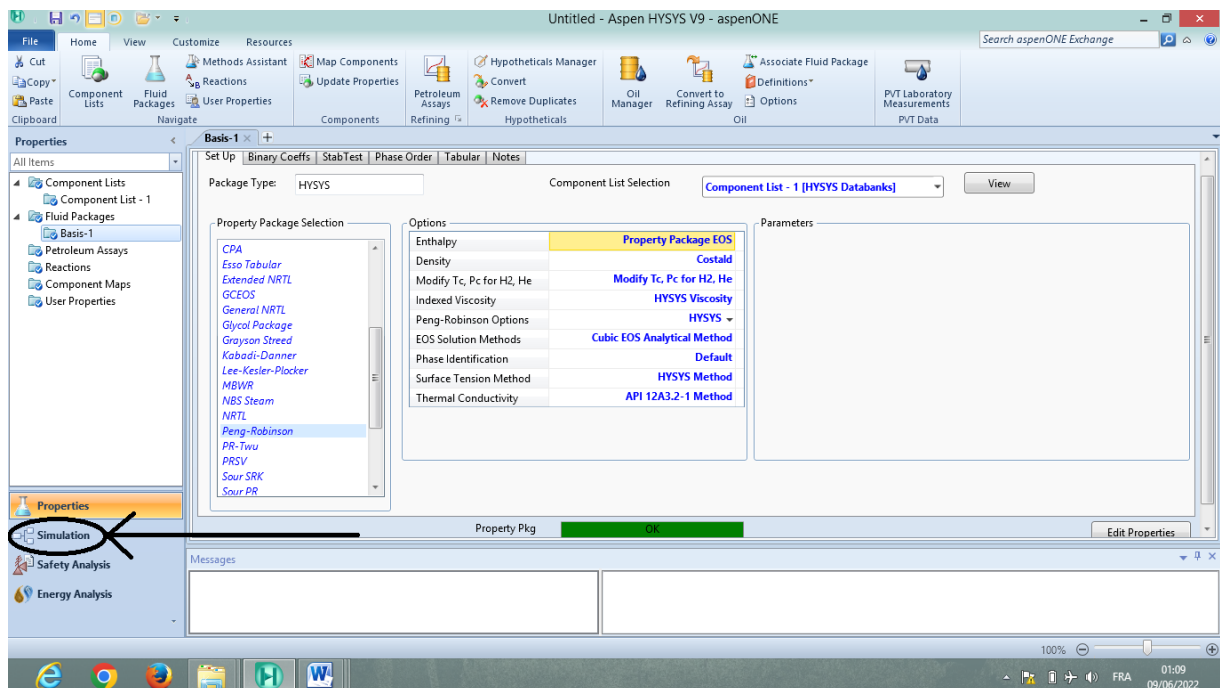 Untitled - Aspen HYSYS V9 - aspenONE
File Home View Customize Resources Search aspenONE Exchange
Cut
Copy
Paste
Clipboard
Component Lists
Fluid Packages
Methods Assistant
Reactions
User Properties
Navigate
Map Components
Update Properties
Components
Petroleum Assays
Refining
Hypotheticals Manager
Convert
Remove Duplicates
Hypotheticals
Oil Manager
Convert to Refining Assay
Associate Fluid Package
Definitions
Options
Oil
PVT Laboratory Measurements
PVT Data
Properties
All Items
Component Lists
Component List - 1
Fluid Packages
Basis-1
Petroleum Assays
Reactions
Component Maps
User Properties
Properties
Simulation
Safety Analysis
Energy Analysis
Basis-1
Set Up Binary Coeffs StabTest Phase Order Tabular Notes
Package Type: HYSYS Component List Selection Component List - 1 [HYSYS Databanks] View
Property Package Selection
CPA
Esso Tabular
Extended NRTL
GCEOS
General NRTL
Glycol Package
Grayson Streed
Kabadi-Danner
Lee-Kesler-Plocker
MBWR
NBS Steam
NRTL
Peng-Robinson
PR-Twu
PRSV
Sour SRK
Sour PR
Options
Enthalpy Property Package EOS
Density Costald
Modify Tc, Pc for H2, He Modify Tc, Pc for H2, He
Indexed Viscosity HYSYS Viscosity
Peng-Robinson Options HYSYS
EOS Solution Methods Cubic EOS Analytical Method
Phase Identification Default
Surface Tension Method HYSYS Method
Thermal Conductivity API 12A3.2-1 Method
Parameters
Property Pkg OK Edit Properties
Messages
100%
FRA 01:09
09/06/2022